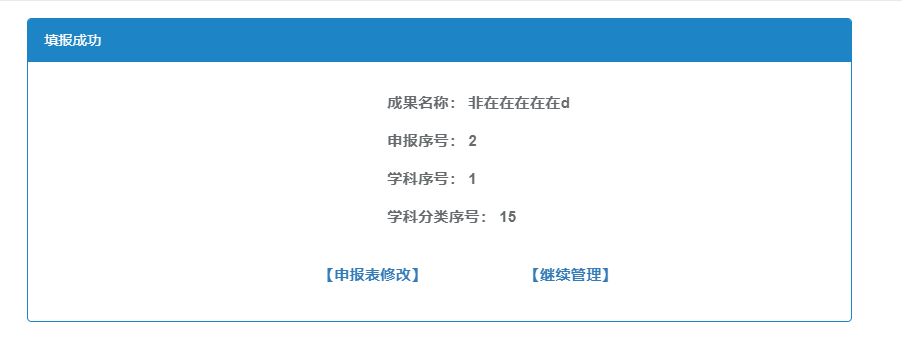 填报成功
成果名称： 非在在在在在d
申报序号： 2
学科序号： 1
学科分类序号： 15
【申报表修改】 【继续管理】